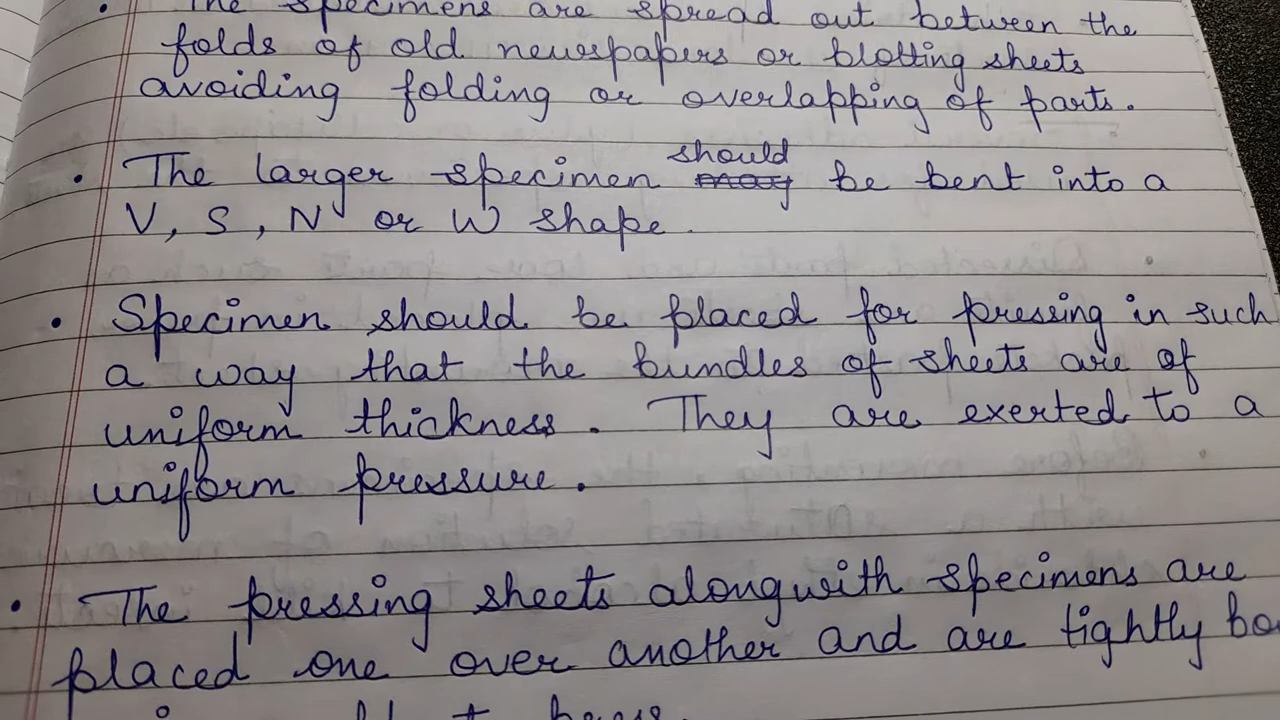 • The specimens are spread out between the
folds of old newspapers or blotting sheets
avoiding folding or overlapping of parts.
should
• The larger specimen may be bent into a
V, S, N or W shape.
• Specimen should be placed for pressing in such
a way that the bundles of sheets are of
uniform thickness. They are exerted to a
uniform pressure.
• The pressing sheets alongwith specimens are
placed one over another and are tightly